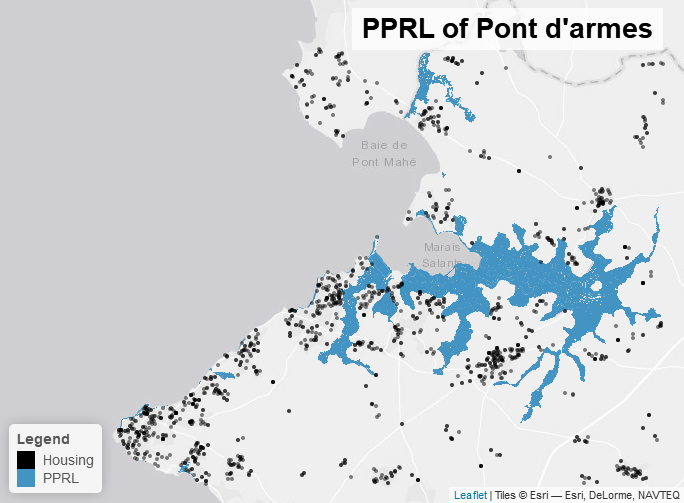 PPRL of Pont d'armes
Baie de
Pont Mahé
Marais
Salants
Legend
Housing
PPRL
Leaflet | Tiles © Esri — Esri, DeLorme, NAVTEQ